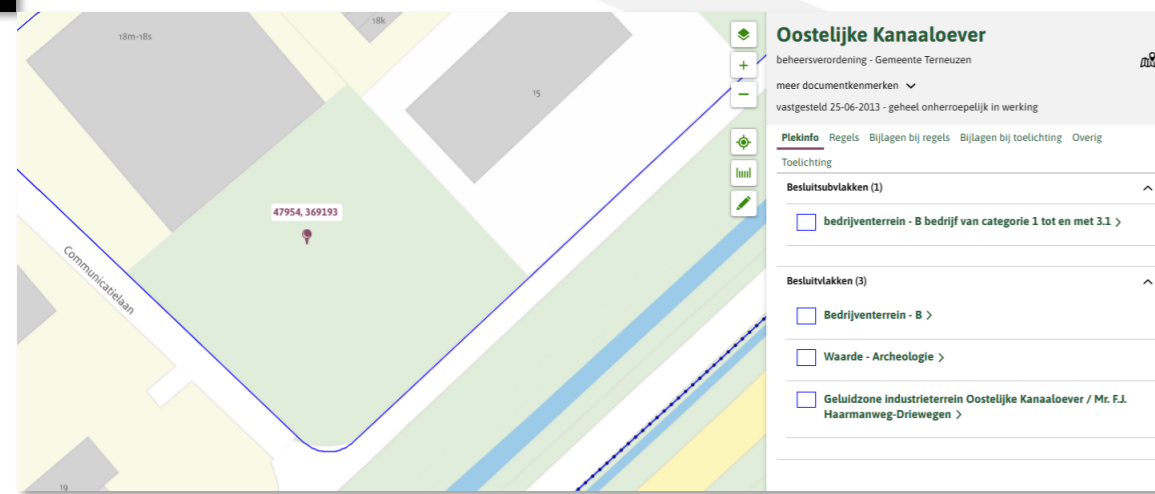 18m-18s
18k
15
47954, 369193
Communicatielaan
19
+
−
Oostelijke Kanaaloever
beheersverordening - Gemeente Terneuzen
meer documentkenmerken
vastgesteld 25-06-2013 - geheel onherroepelijk in werking
Plekinfo Regels Bijlagen bij regels Bijlagen bij toelichting Overig
Toelichting
Besluitsubvlakken (1)
bedrijventerrein - B bedrijf van categorie 1 tot en met 3.1 >
Besluitvlakken (3)
Bedrijventerrein - B >
Waarde - Archeologie >
Geluidzone industrieterrein Oostelijke Kanaaloever / Mr. F.J.
Haarmanweg-Driewegen >